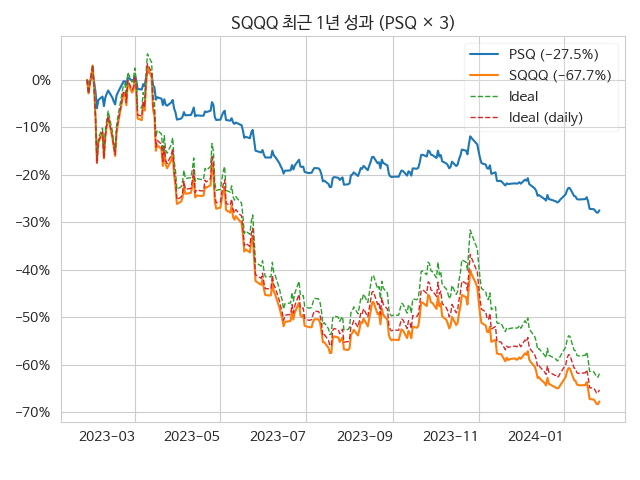 SQQQ 최근 1년 성과 (PSQ × 3)
PSQ (−27.5%)
SQQQ (−67.7%)
Ideal
Ideal (daily)
0%
−10%
−20%
−30%
−40%
−50%
−60%
−70%
2023−03
2023−05
2023−07
2023−09
2023−11
2024−01